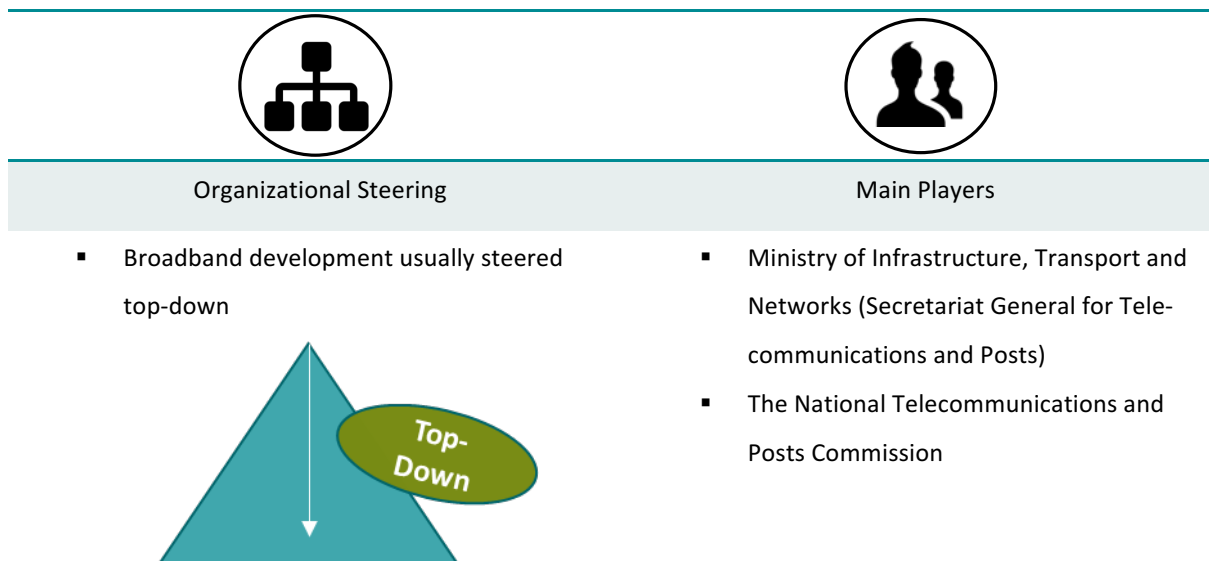 Organizational Steering
Main Players
▪ Broadband development usually steered
top-down
Top-
Down
▪ Ministry of Infrastructure, Transport and
Networks (Secretariat General for Tele-
communications and Posts)
▪ The National Telecommunications and
Posts Commission